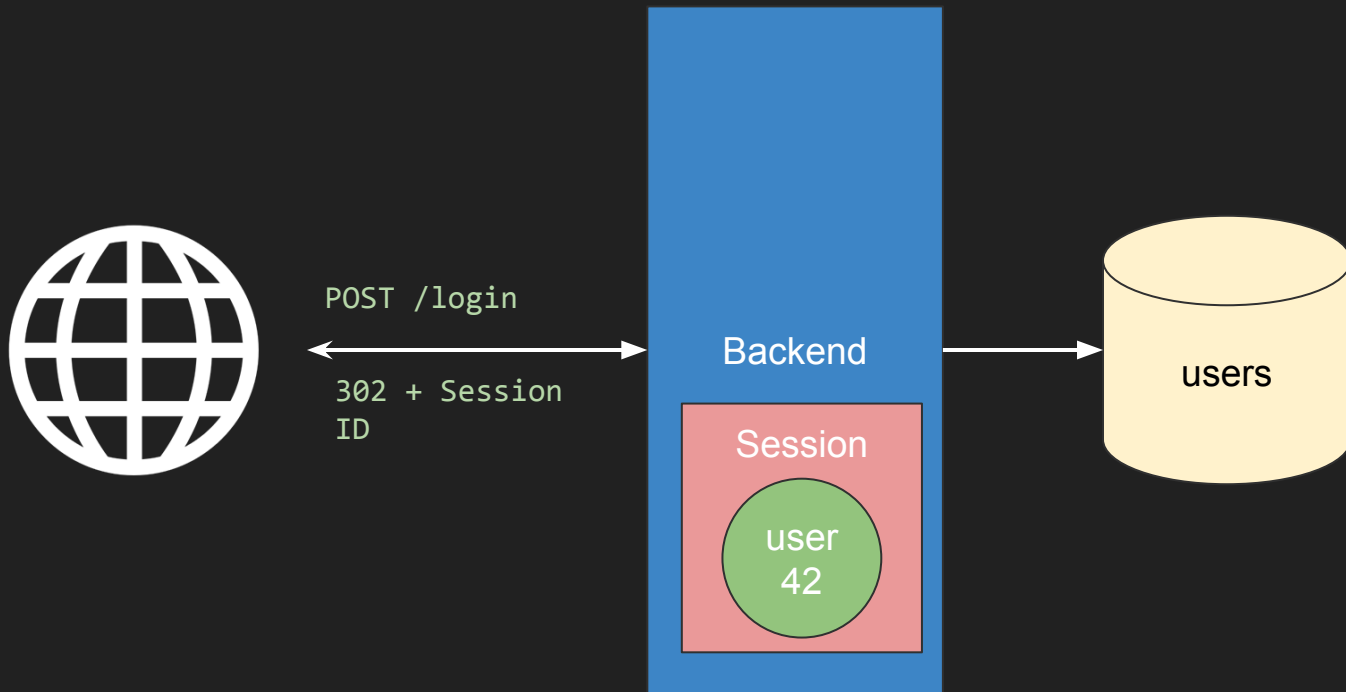 POST /login
302 + Session
ID
Backend
Session
user
42
users